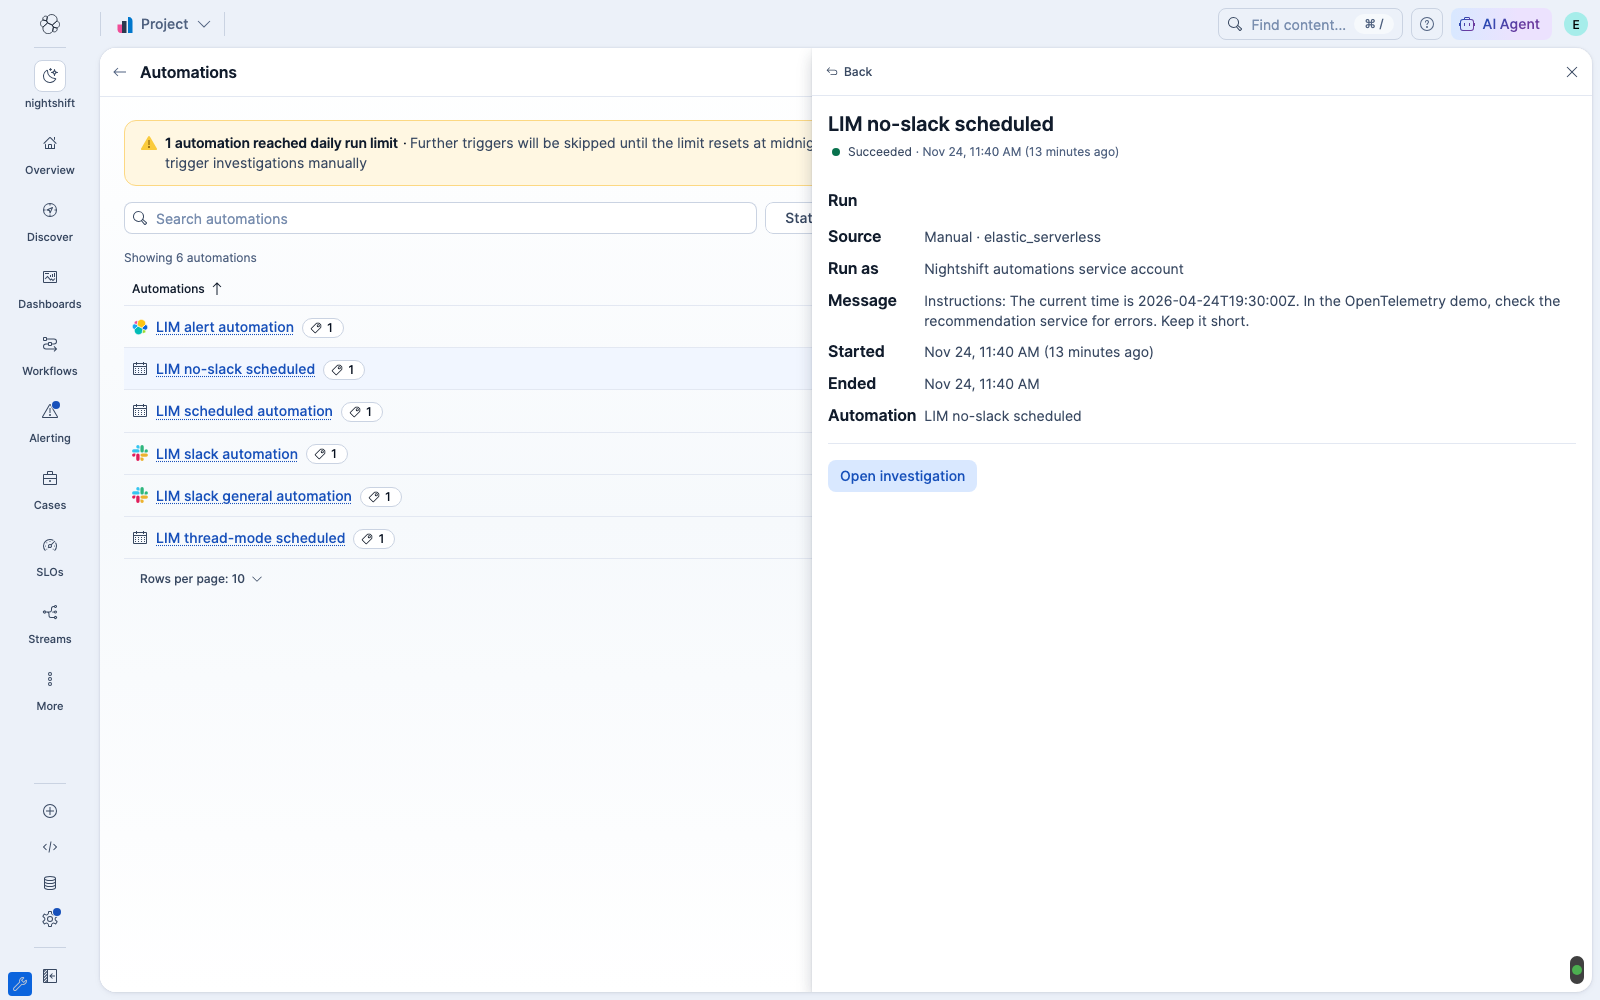 Project
Find content...
⌘ /
AI Agent
E
nightshift
Overview
Discover
Dashboards
Workflows
Alerting
Cases
SLOs
Streams
More
Automations
1 automation reached daily run limit · Further triggers will be skipped until the limit resets at midnig
trigger investigations manually
Search automations
Stat
Showing 6 automations
Automations
LIM alert automation 1
LIM no-slack scheduled 1
LIM scheduled automation 1
LIM slack automation 1
LIM slack general automation 1
LIM thread-mode scheduled 1
Rows per page: 10
Back
LIM no-slack scheduled
Succeeded · Nov 24, 11:40 AM (13 minutes ago)
Run
Source Manual · elastic_serverless
Run as Nightshift automations service account
Message Instructions: The current time is 2026-04-24T19:30:00Z. In the OpenTelemetry demo, check the
recommendation service for errors. Keep it short.
Started Nov 24, 11:40 AM (13 minutes ago)
Ended Nov 24, 11:40 AM
Automation LIM no-slack scheduled
Open investigation